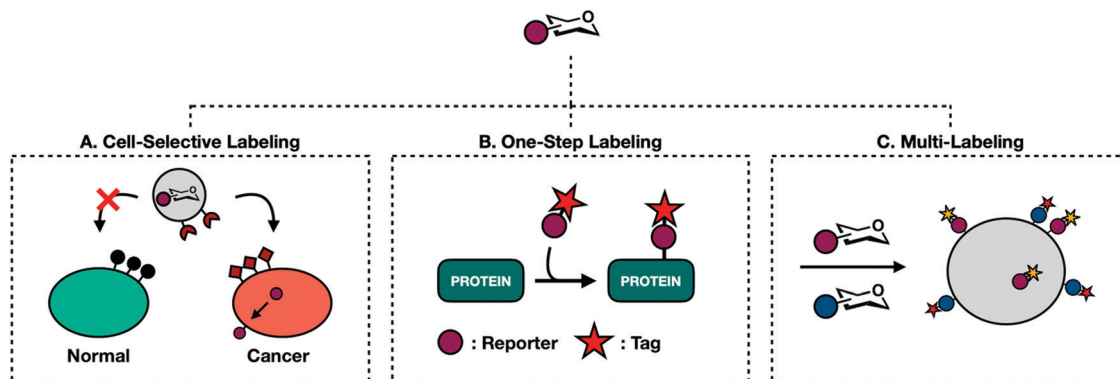 O
A. Cell-Selective Labeling
B. One-Step Labeling
C. Multi-Labeling
O
Normal
Cancer
PROTEIN
PROTEIN
: Reporter
: Tag
O
O